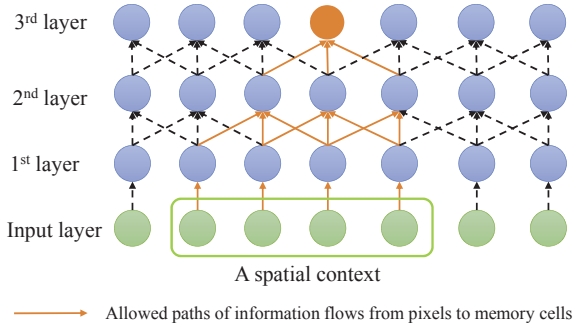 3rd layer
2nd layer
1st layer
Input layer
A spatial context
Allowed paths of information flows from pixels to memory cells